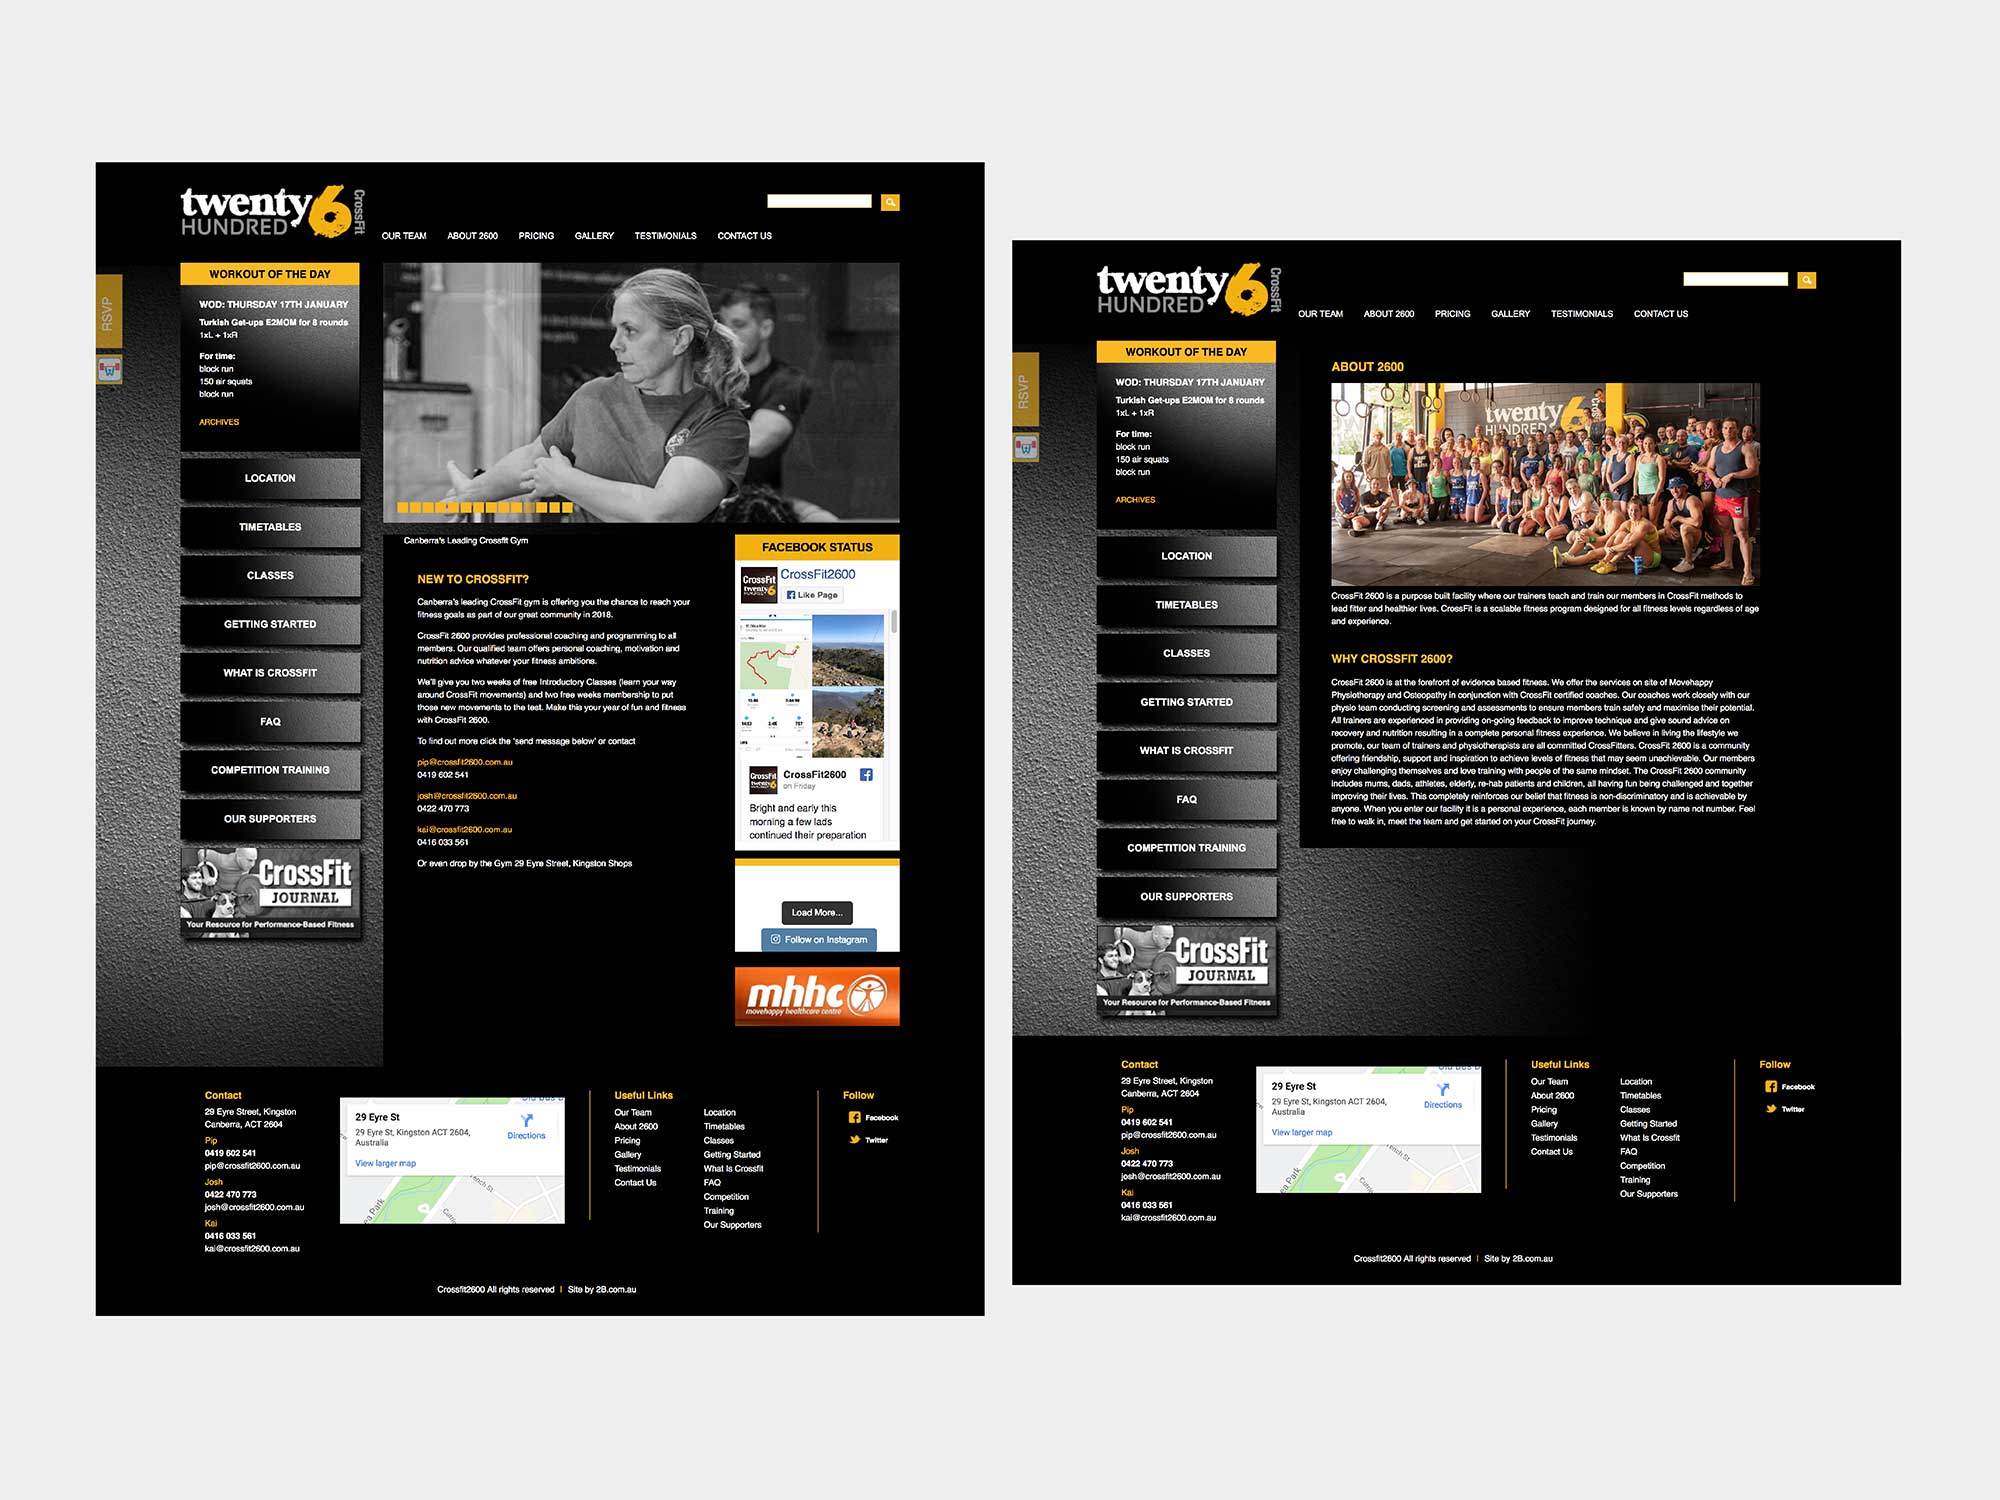 twenty6
HUNDRED
CrossFit
OUR TEAM
ABOUT 2600
PRICING
GALLERY
TESTIMONIALS
CONTACT US
RSVP
WORKOUT OF THE DAY
WOD: THURSDAY 17TH JANUARY
Turkish Get-ups E2MOM for 8 rounds
1xL + 1xR
For time:
block run
150 air squats
block run
ARCHIVES
LOCATION
TIMETABLES
CLASSES
GETTING STARTED
WHAT IS CROSSFIT
FAQ
COMPETITION TRAINING
OUR SUPPORTERS
CrossFit
JOURNAL
Your Resource for Performance-Based Fitness
Canberra's Leading Crossfit Gym
NEW TO CROSSFIT?
Canberra's leading CrossFit gym is offering you the chance to reach your
fitness goals as part of our great community in 2018.
CrossFit 2600 provides professional coaching and programming to all
members. Our qualified team offers personal coaching, motivation and
nutrition advice whatever your fitness ambitions.
We'll give you two weeks of free Introductory Classes (learn your way
around CrossFit movements) and two free weeks membership to put
those new movements to the test. Make this your year of fun and fitness
with CrossFit 2600.
To find out more click the 'send message below' or contact
pip@crossfit2600.com.au
0419 602 541
josh@crossfit2600.com.au
0422 470 773
kai@crossfit2600.com.au
0416 033 561
Or even drop by the Gym 29 Eyre Street, Kingston Shops
FACEBOOK STATUS
CrossFit
twenty6
CrossFit2600
Like Page
CrossFit
twenty6
CrossFit2600
on Friday
Bright and early this
morning a few lads
continued their preparation
Load More...
Follow on Instagram
mhhc
movehappy healthcare centre
Contact
29 Eyre Street, Kingston
Canberra, ACT 2604
Pip
0419 602 541
pip@crossfit2600.com.au
Josh
0422 470 773
josh@crossfit2600.com.au
Kai
0416 033 561
kai@crossfit2600.com.au
29 Eyre St
29 Eyre St, Kingston ACT 2604,
Australia
Directions
View larger map
Useful Links
Our Team
About 2600
Pricing
Gallery
Testimonials
Contact Us
Location
Timetables
Classes
Getting Started
What Is Crossfit
FAQ
Competition
Training
Our Supporters
Follow
Facebook
Twitter
Crossfit2600 All rights reserved | Site by 2B.com.au
twenty6
HUNDRED
CrossFit
OUR TEAM
ABOUT 2600
PRICING
GALLERY
TESTIMONIALS
CONTACT US
RSVP
WORKOUT OF THE DAY
WOD: THURSDAY 17TH JANUARY
Turkish Get-ups E2MOM for 8 rounds
1xL + 1xR
For time:
block run
150 air squats
block run
ARCHIVES
LOCATION
TIMETABLES
CLASSES
GETTING STARTED
WHAT IS CROSSFIT
FAQ
COMPETITION TRAINING
OUR SUPPORTERS
CrossFit
JOURNAL
Your Resource for Performance-Based Fitness
ABOUT 2600
twenty6
HUNDRED
CrossFit 2600 is a purpose built facility where our trainers teach and train our members in CrossFit methods to
lead fitter and healthier lives. CrossFit is a scalable fitness program designed for all fitness levels regardless of age
and experience.
WHY CROSSFIT 2600?
CrossFit 2600 is at the forefront of evidence based fitness. We offer the services on site of Movehappy
Physiotherapy and Osteopathy in conjunction with CrossFit certified coaches. Our coaches work closely with our
physio team conducting screening and assessments to ensure members train safely and maximise their potential.
All trainers are experienced in providing on-going feedback to improve technique and give sound advice on
recovery and nutrition resulting in a complete personal fitness experience. We believe in living the lifestyle we
promote, our team of trainers and physiotherapists are all committed CrossFitters. CrossFit 2600 is a community
offering friendship, support and inspiration to achieve levels of fitness that may seem unachievable. Our members
enjoy challenging themselves and love training with people of the same mindset. The CrossFit 2600 community
includes mums, dads, athletes, elderly, re-hab patients and children, all having fun being challenged and together
improving their lives. This completely reinforces our belief that fitness is non-discriminatory and is achievable by
anyone. When you enter our facility it is a personal experience, each member is known by name not number. Feel
free to walk in, meet the team and get started on your CrossFit journey.
Contact
29 Eyre Street, Kingston
Canberra, ACT 2604
Pip
0419 602 541
pip@crossfit2600.com.au
Josh
0422 470 773
josh@crossfit2600.com.au
Kai
0416 033 561
kai@crossfit2600.com.au
29 Eyre St
29 Eyre St, Kingston ACT 2604,
Australia
Directions
View larger map
Useful Links
Our Team
About 2600
Pricing
Gallery
Testimonials
Contact Us
Location
Timetables
Classes
Getting Started
What Is Crossfit
FAQ
Competition
Training
Our Supporters
Follow
Facebook
Twitter
Crossfit2600 All rights reserved | Site by 2B.com.au